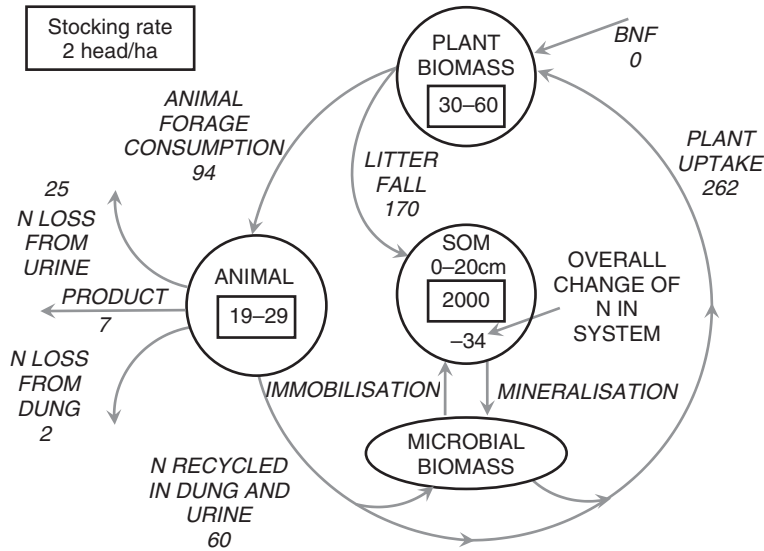 Stocking rate
2 head/ha
PLANT
BIOMASS
30–60
BNF
0
ANIMAL
FORAGE
CONSUMPTION
94
LITTER
FALL
170
PLANT
UPTAKE
262
25
N LOSS
FROM
URINE
PRODUCT
7
N LOSS
FROM
DUNG
2
ANIMAL
19–29
SOM
0–20cm
2000
–34
OVERALL
CHANGE OF
N IN
SYSTEM
IMMOBILISATION
MINERALISATION
MICROBIAL
BIOMASS
N RECYCLED
IN DUNG AND
URINE
60